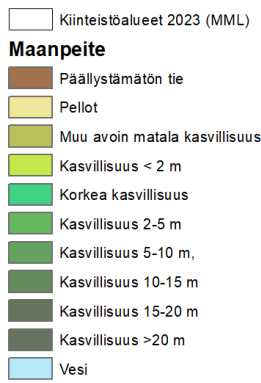 Kiinteistöalueet 2023 (MML)
Maanpeite
Päällystämätön tie
Pellot
Muu avoin matala kasvillisuus
Kasvillisuus < 2 m
Korkea kasvillisuus
Kasvillisuus 2-5 m
Kasvillisuus 5-10 m,
Kasvillisuus 10-15 m
Kasvillisuus 15-20 m
Kasvillisuus >20 m
Vesi